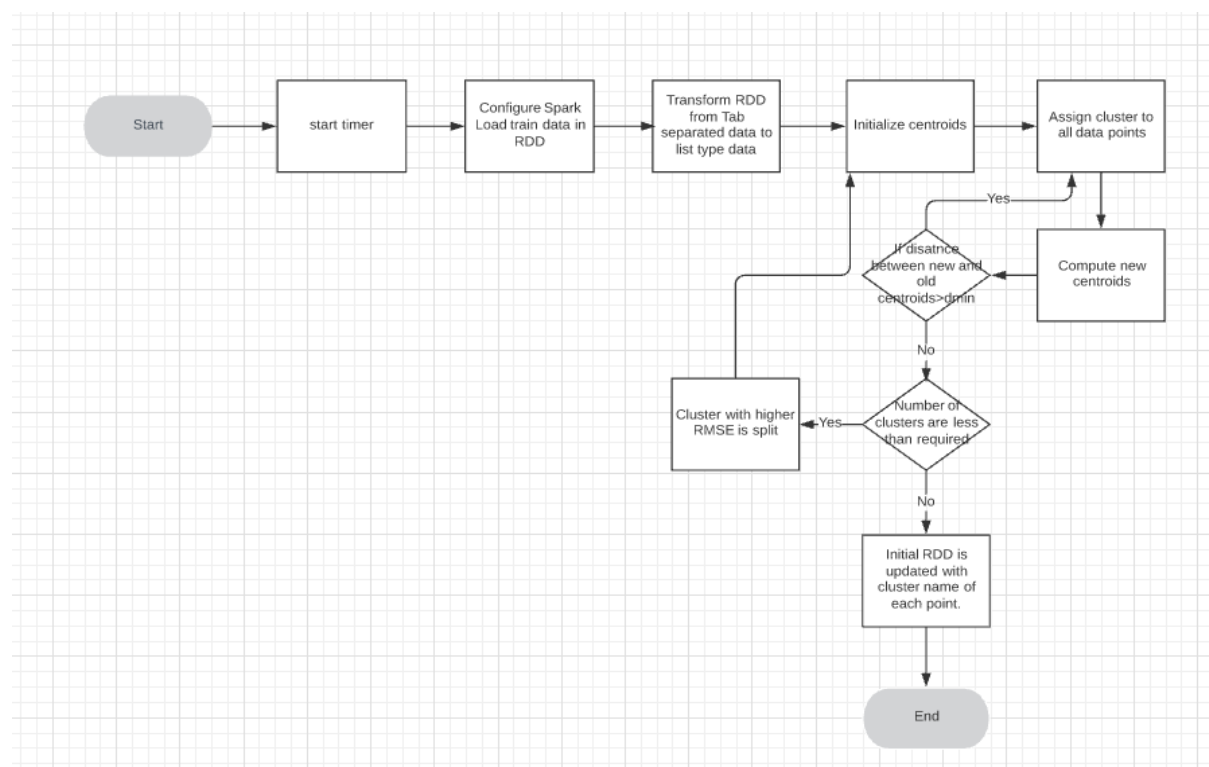 Start
start timer
Configure Spark
Load train data in
RDD
Transform RDD
from Tab
separated data to
list type data
Initialize centroids
Assign cluster to
all data points
Yes
If disatnce
between new and
old
centroids>dmin
Compute new
centroids
No
Cluster with higher
RMSE is split
Yes
Number of
clusters are less
than required
No
Initial RDD is
updated with
cluster name of
each point.
End